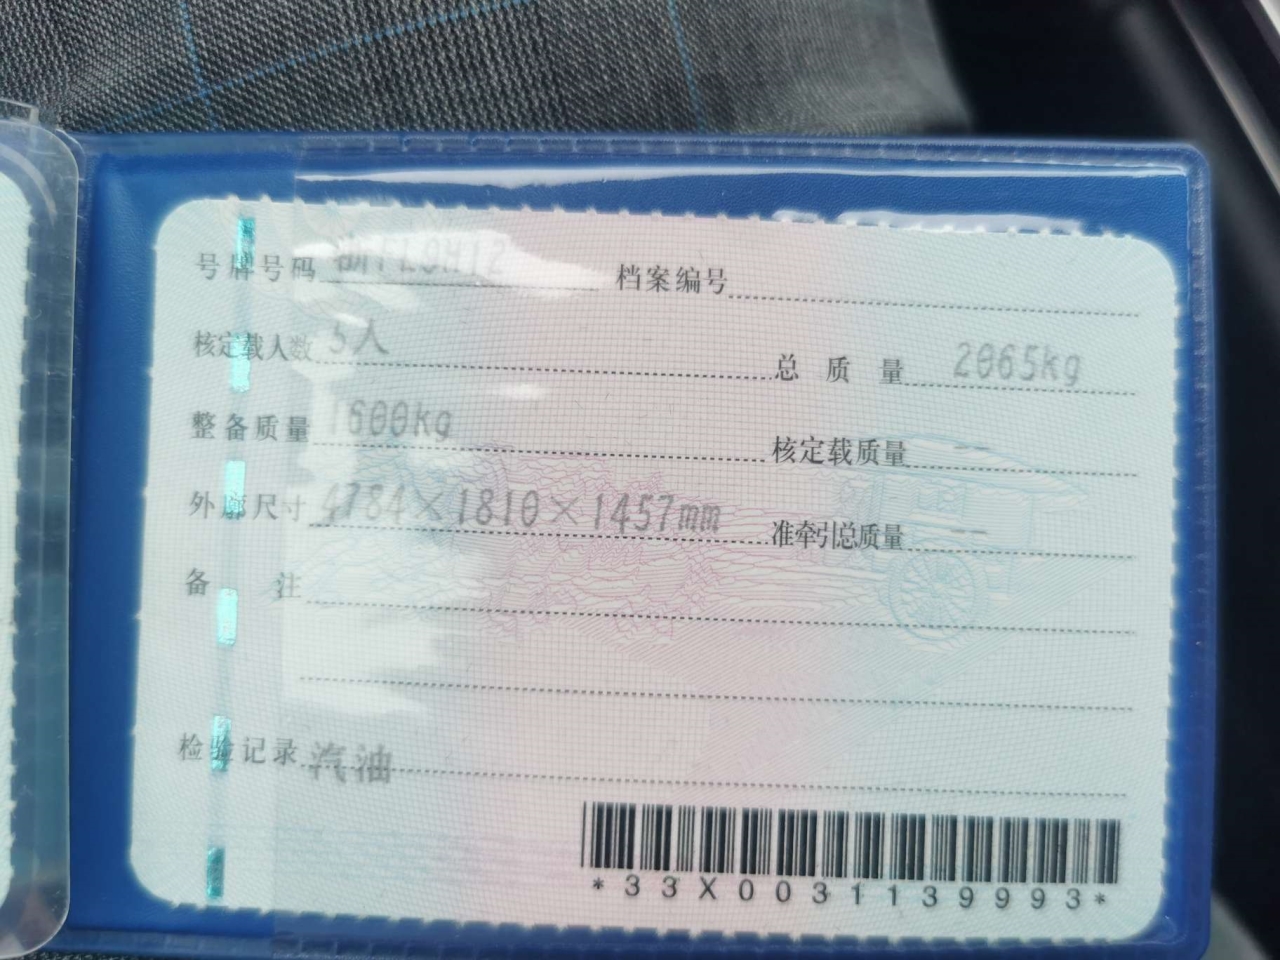 号牌号码 档案编号
核定载人数 5人 总质量 2065kg
整备质量 1600kg 核定载质量 --
外廓尺寸 4784×1810×1457mm 准牵引总质量 --
备注
检验记录 汽油
*33X0031139993*